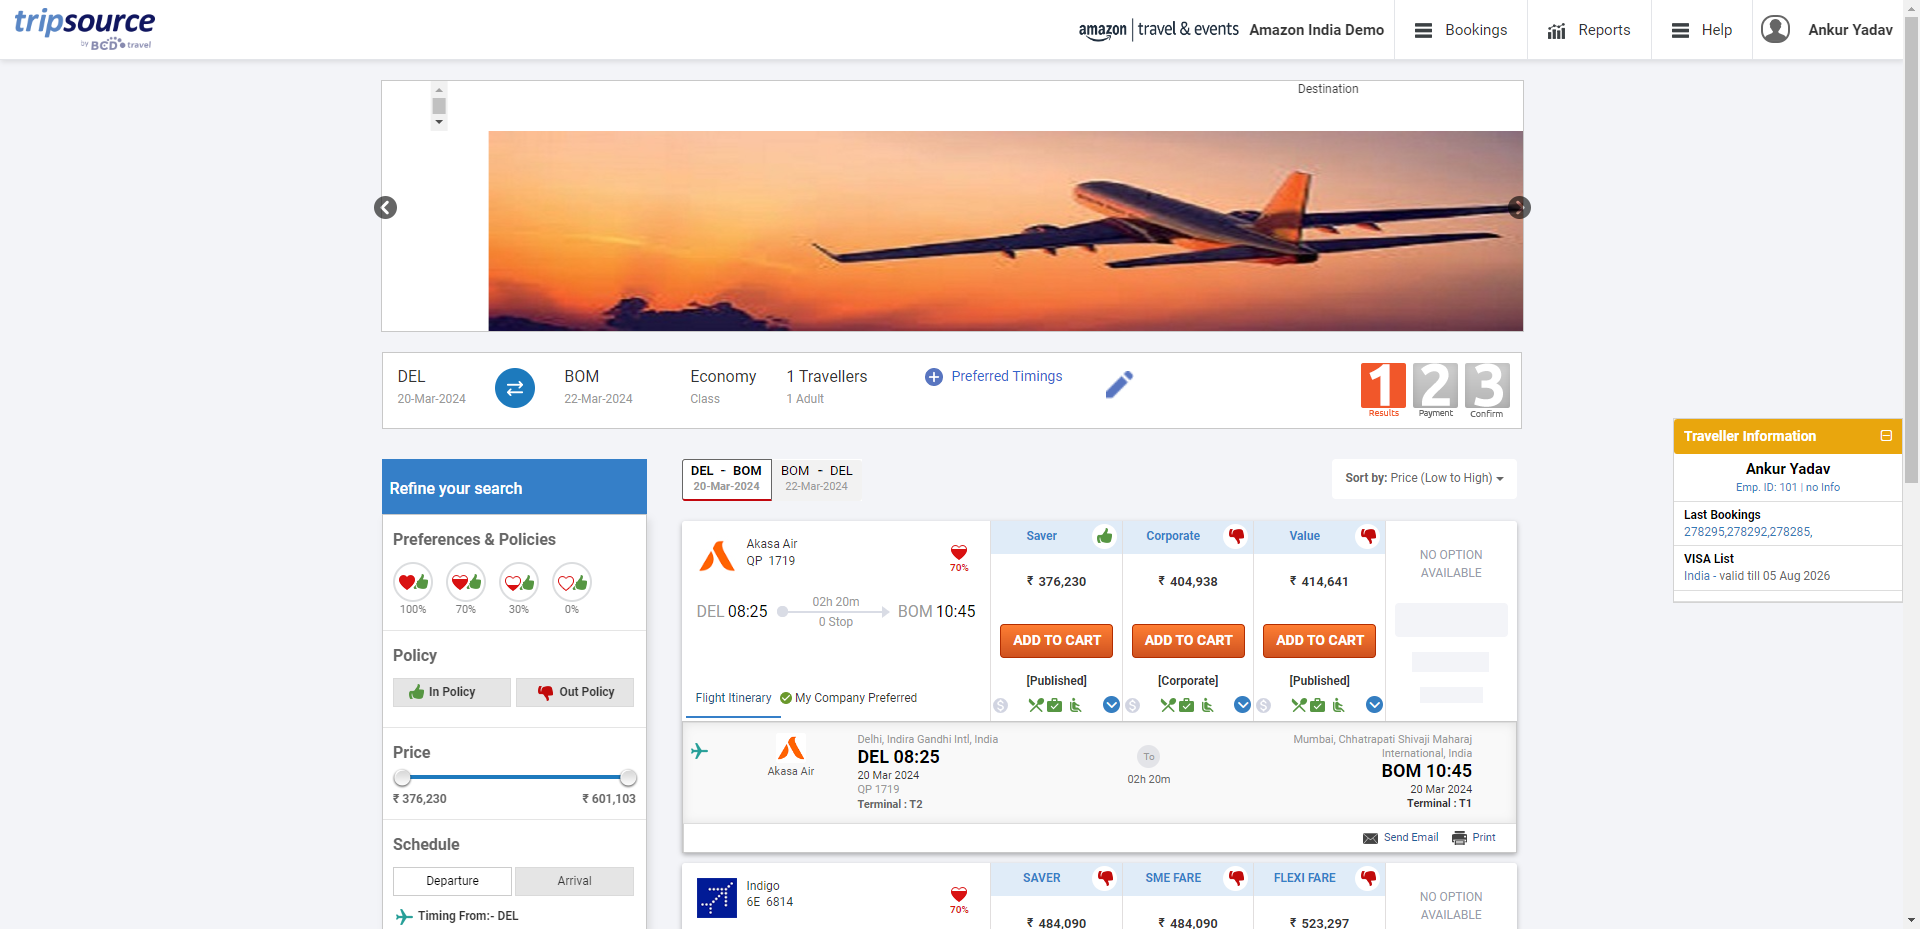 tripsource
by BCD travel
amazon | travel & events Amazon India Demo
Bookings
Reports
Help
Ankur Yadav
Destination
DEL
20-Mar-2024
BOM
22-Mar-2024
Economy
Class
1 Travellers
1 Adult
Preferred Timings
1 2 3
Results Payment Confirm
Traveller Information
Ankur Yadav
Emp. ID: 101 | no Info
Last Bookings
278295,278292,278285,
VISA List
India - valid till 05 Aug 2026
Refine your search
Preferences & Policies
100% 70% 30% 0%
Policy
In Policy
Out Policy
Price
₹ 376,230 ₹ 601,103
Schedule
Departure
Arrival
Timing From:- DEL
DEL - BOM
20-Mar-2024
BOM - DEL
22-Mar-2024
Sort by: Price (Low to High)
Akasa Air
QP 1719
70%
DEL 08:25
02h 20m
0 Stop
BOM 10:45
Flight Itinerary
My Company Preferred
Saver
₹ 376,230
ADD TO CART
[Published]
Corporate
₹ 404,938
ADD TO CART
[Corporate]
Value
₹ 414,641
ADD TO CART
[Published]
NO OPTION
AVAILABLE
Akasa Air
Delhi, Indira Gandhi Intl, India
DEL 08:25
20 Mar 2024
QP 1719
Terminal : T2
To
02h 20m
Mumbai, Chhatrapati Shivaji Maharaj
International, India
BOM 10:45
20 Mar 2024
Terminal : T1
Send Email
Print
Indigo
6E 6814
70%
SAVER
₹ 484,090
SME FARE
₹ 484,090
FLEXI FARE
₹ 523,297
NO OPTION
AVAILABLE